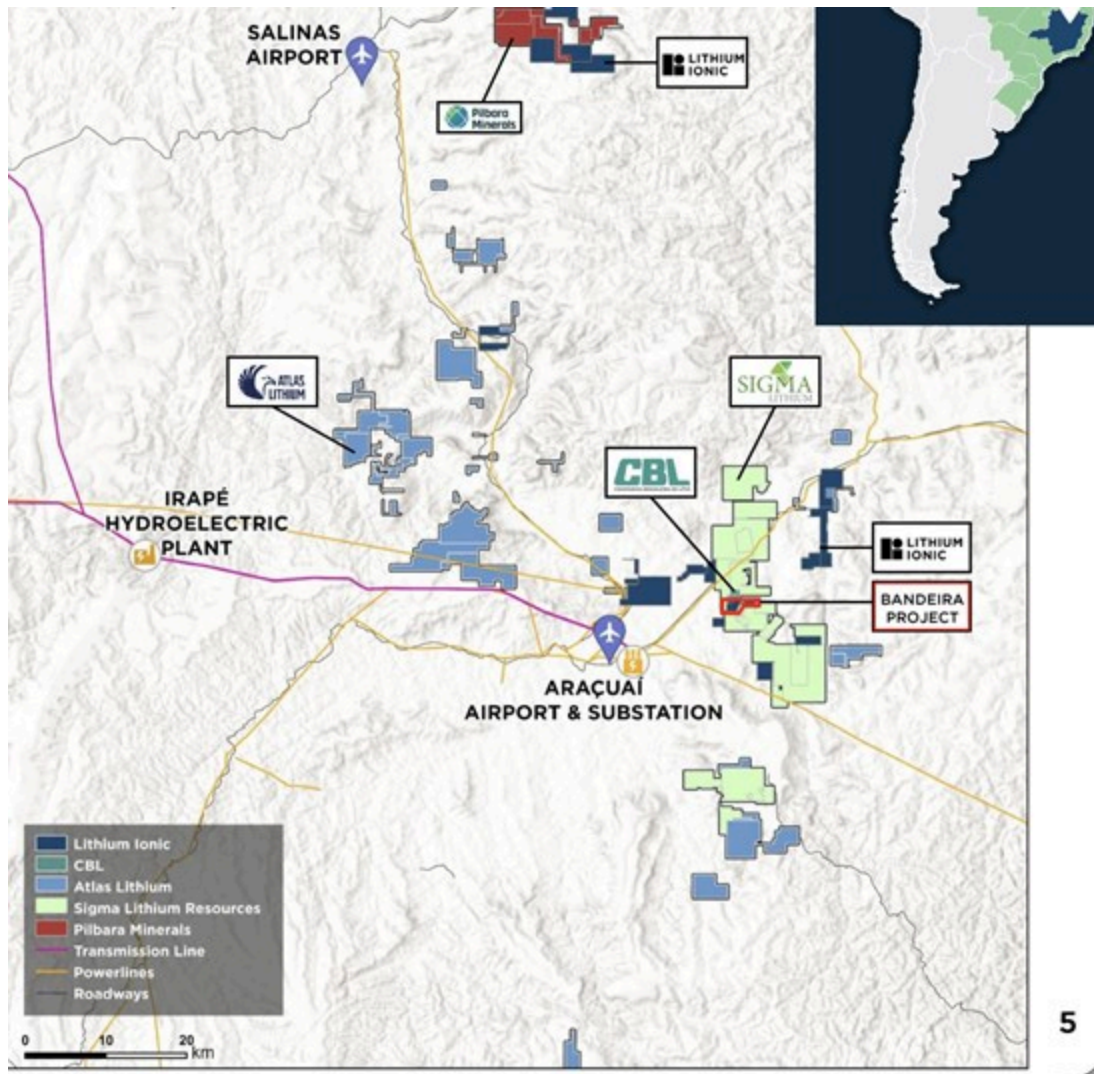 SALINAS
AIRPORT
LITHIUM
IONIC
Pilbara
Minerals
ATLAS
LITHIUM
SIGMA
LITHIUM
CBL
IRAPÉ
HYDROELECTRIC
PLANT
LITHIUM
IONIC
BANDEIRA
PROJECT
ARAÇUAÍ
AIRPORT & SUBSTATION
Lithium Ionic
CBL
Atlas Lithium
Sigma Lithium Resources
Pilbara Minerals
Transmission Line
Powerlines
Roadways
0 10 20
km
5